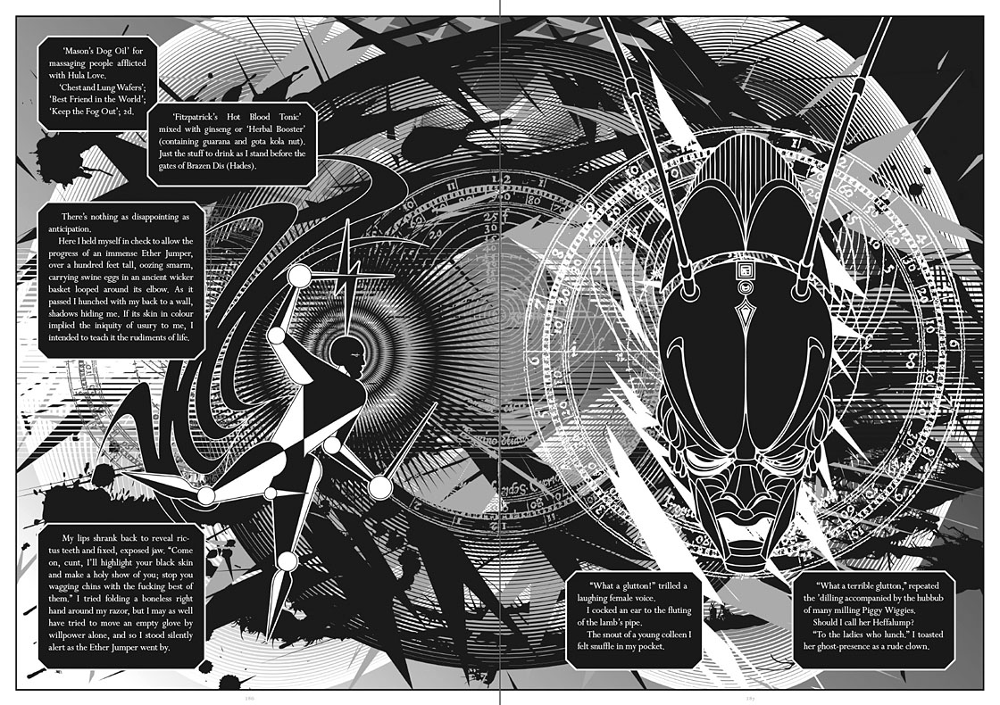 ‘Mason’s Dog Oil’ for
massaging people afflicted
with Hula Love.
‘Chest and Lung Wafers’;
‘Best Friend in the World’;
‘Keep the Fog Out’; 2d.
‘Fitzpatrick’s Hot Blood Tonic’
mixed with ginseng or ‘Herbal Booster’
(containing guarana and gota kola nut).
Just the stuff to drink as I stand before the
gates of Brazen Dis (Hades).
There’s nothing as disappointing as
anticipation.
Here I held myself in check to allow the
progress of an immense Ether Jumper,
over a hundred feet tall, oozing smarm,
carrying swine eggs in an ancient wicker
basket looped around its elbow. As it
passed I hunched with my back to a wall,
shadows hiding me. If its skin in colour
implied the iniquity of usury to me, I
intended to teach it the rudiments of life.
My lips shrank back to reveal ric-
tus teeth and fixed, exposed jaw. “Come
on, cunt, I’ll highlight your black skin
and make a holy show of you; stop you
wagging chins with the fucking best of
them.” I tried folding a boneless right
hand around my razor, but I may as well
have tried to move an empty glove by
willpower alone, and so I stood silently
alert as the Ether Jumper went by.
“What a glutton!” trilled a
laughing female voice.
I cocked an ear to the fluting
of the lamb’s pipe.
The snout of a young colleen I
felt snuffle in my pocket.
“What a terrible glutton,” repeated
the ’dilling accompanied by the hubbub
of many milling Piggy Wiggies.
Should I call her Heffalump?
“To the ladies who lunch,” I toasted
her ghost-presence as a rude clown.